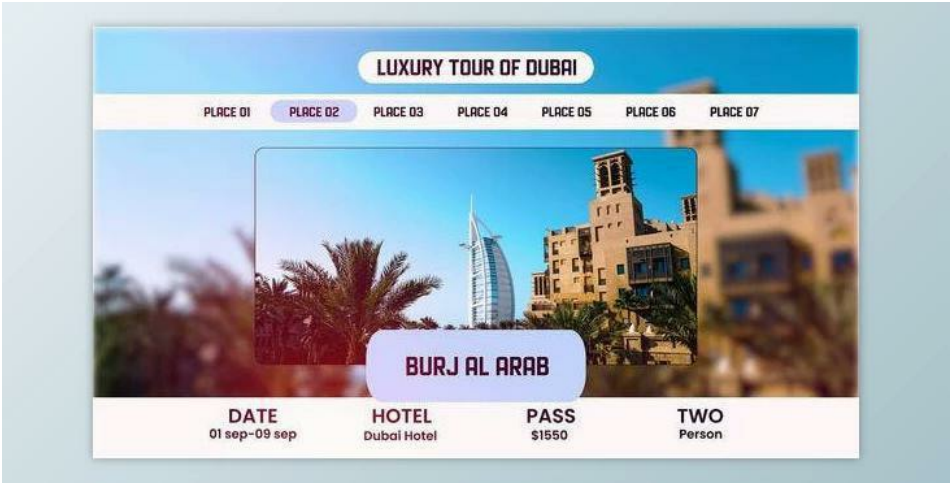 LUXURY TOUR OF DUBAI
PLACE 01 PLACE 02 PLACE 03 PLACE 04 PLACE 05 PLACE 06 PLACE 07
BURJ AL ARAB
DATE HOTEL PASS TWO
01 sep-09 sep Dubai Hotel $1550 Person